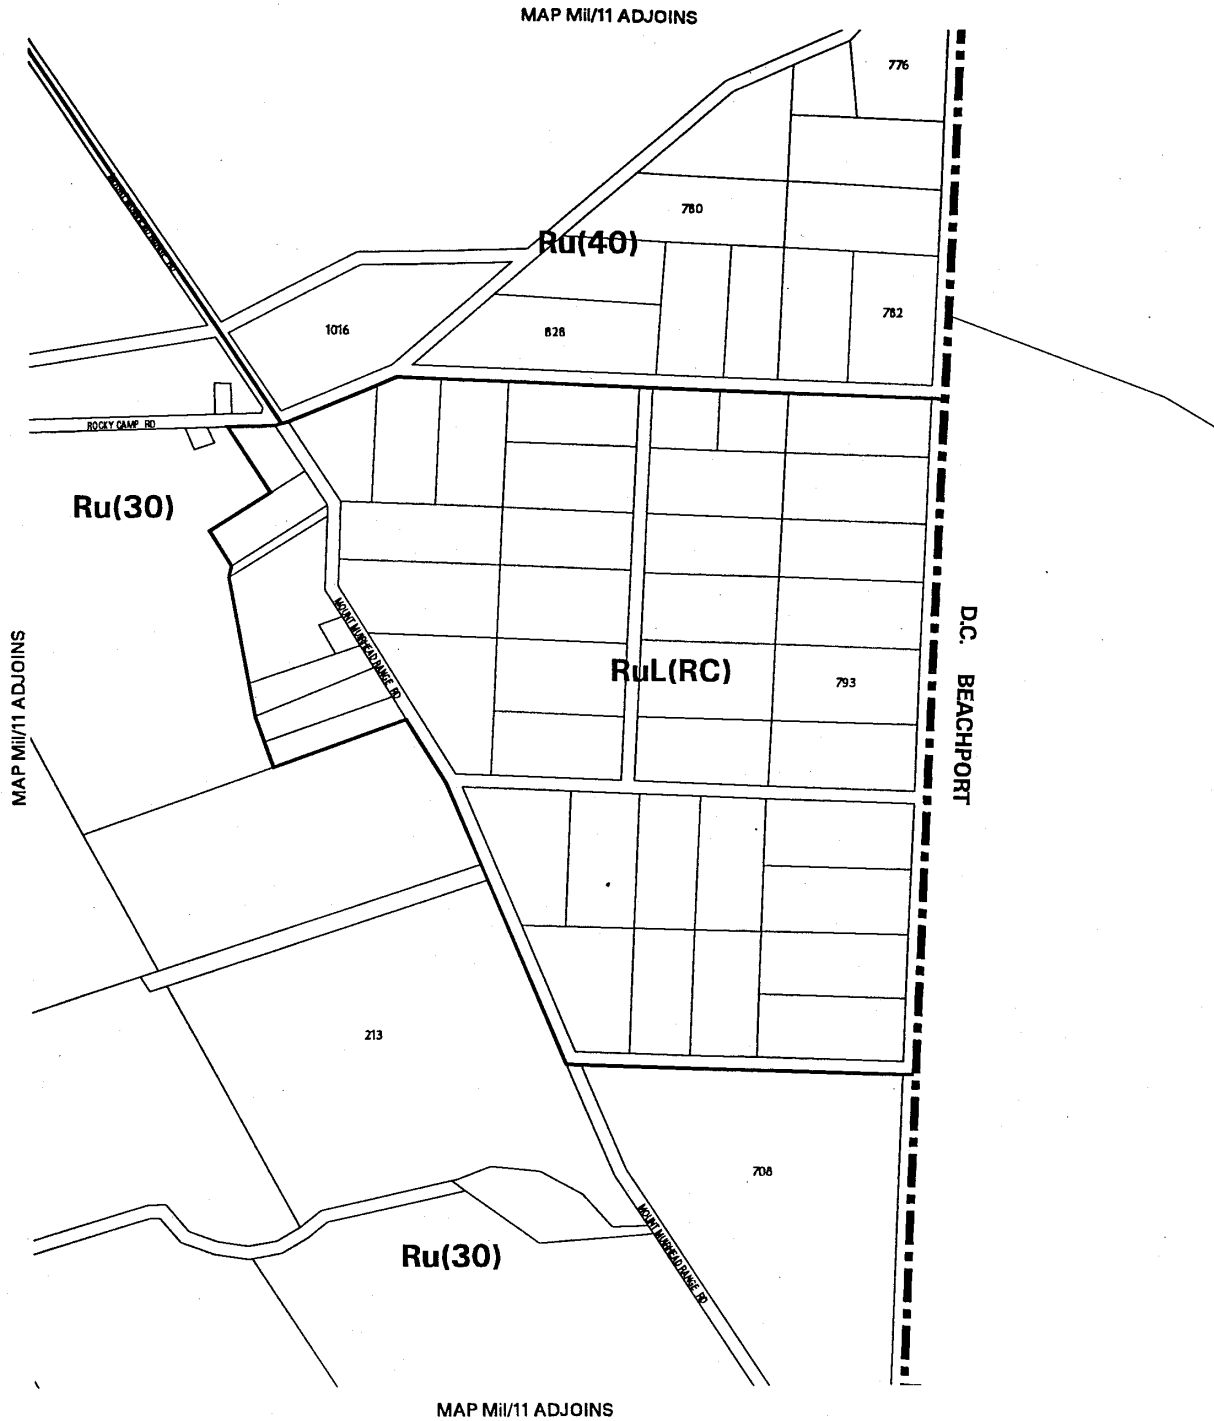 MAP Mil/11 ADJOINS
776
780
Ru(40)
782
1016
828
ROCKY CAMP RD
Ru(30)
MOUNT MUIRHEAD RANGE RD
D.C. BEACHPORT
RuL(RC)
793
MAP Mil/11 ADJOINS
213
708
MOUNT MUIRHEAD RANGE RD
Ru(30)
MAP Mil/11 ADJOINS